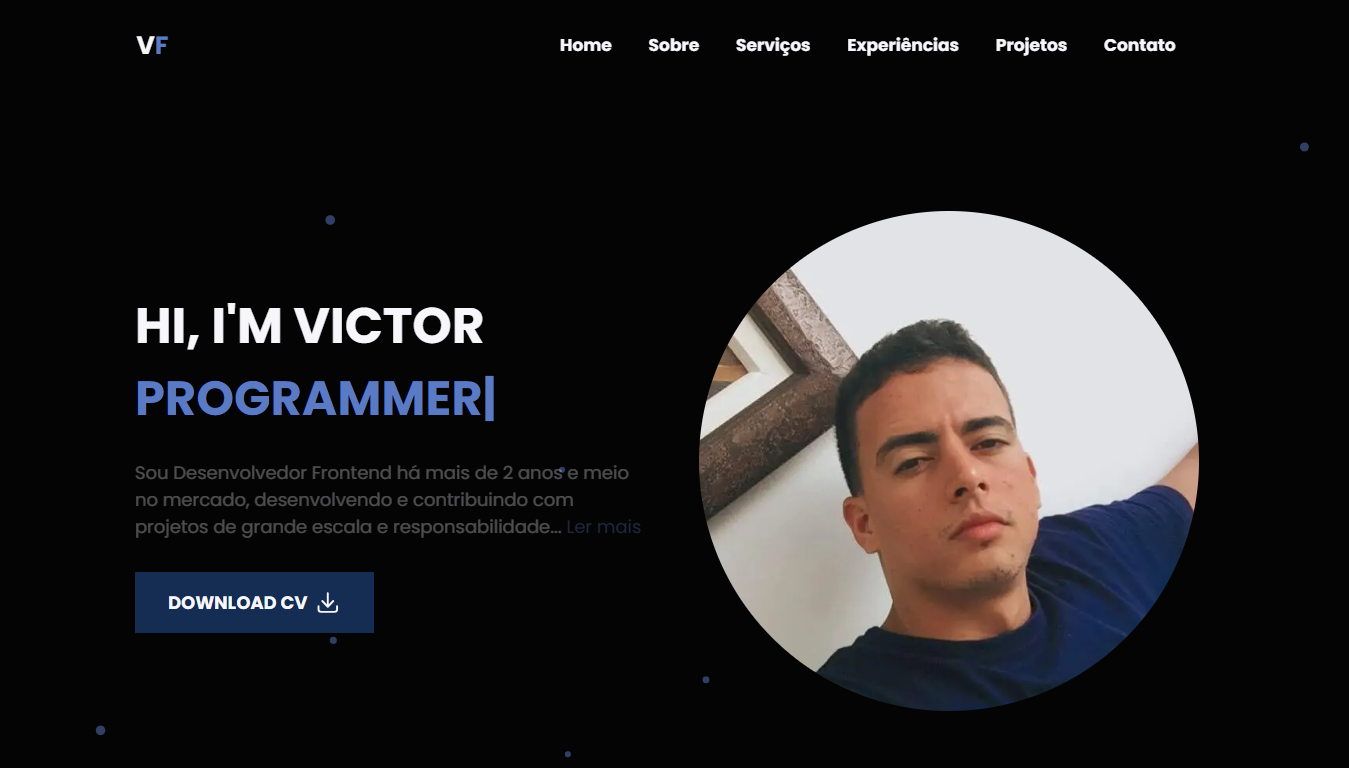 VF
Home Sobre Serviços Experiências Projetos Contato
HI, I'M VICTOR
PROGRAMMER|
Sou Desenvolvedor Frontend há mais de 2 anos e meio
no mercado, desenvolvendo e contribuindo com
projetos de grande escala e responsabilidade... Ler mais
DOWNLOAD CV